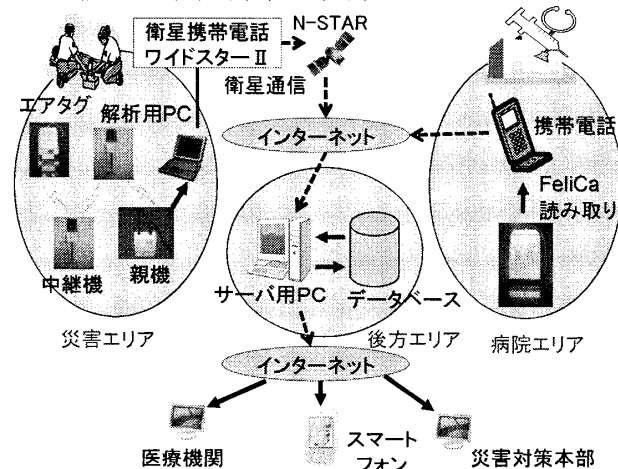 衛星携帯電話
ワイドスターⅡ
N-STAR
衛星通信
エアタグ
解析用PC
中継機
親機
災害エリア
インターネット
携帯電話
FeliCa
読み取り
病院エリア
サーバ用PC
データベース
後方エリア
インターネット
医療機関
スマート
フォン
災害対策本部